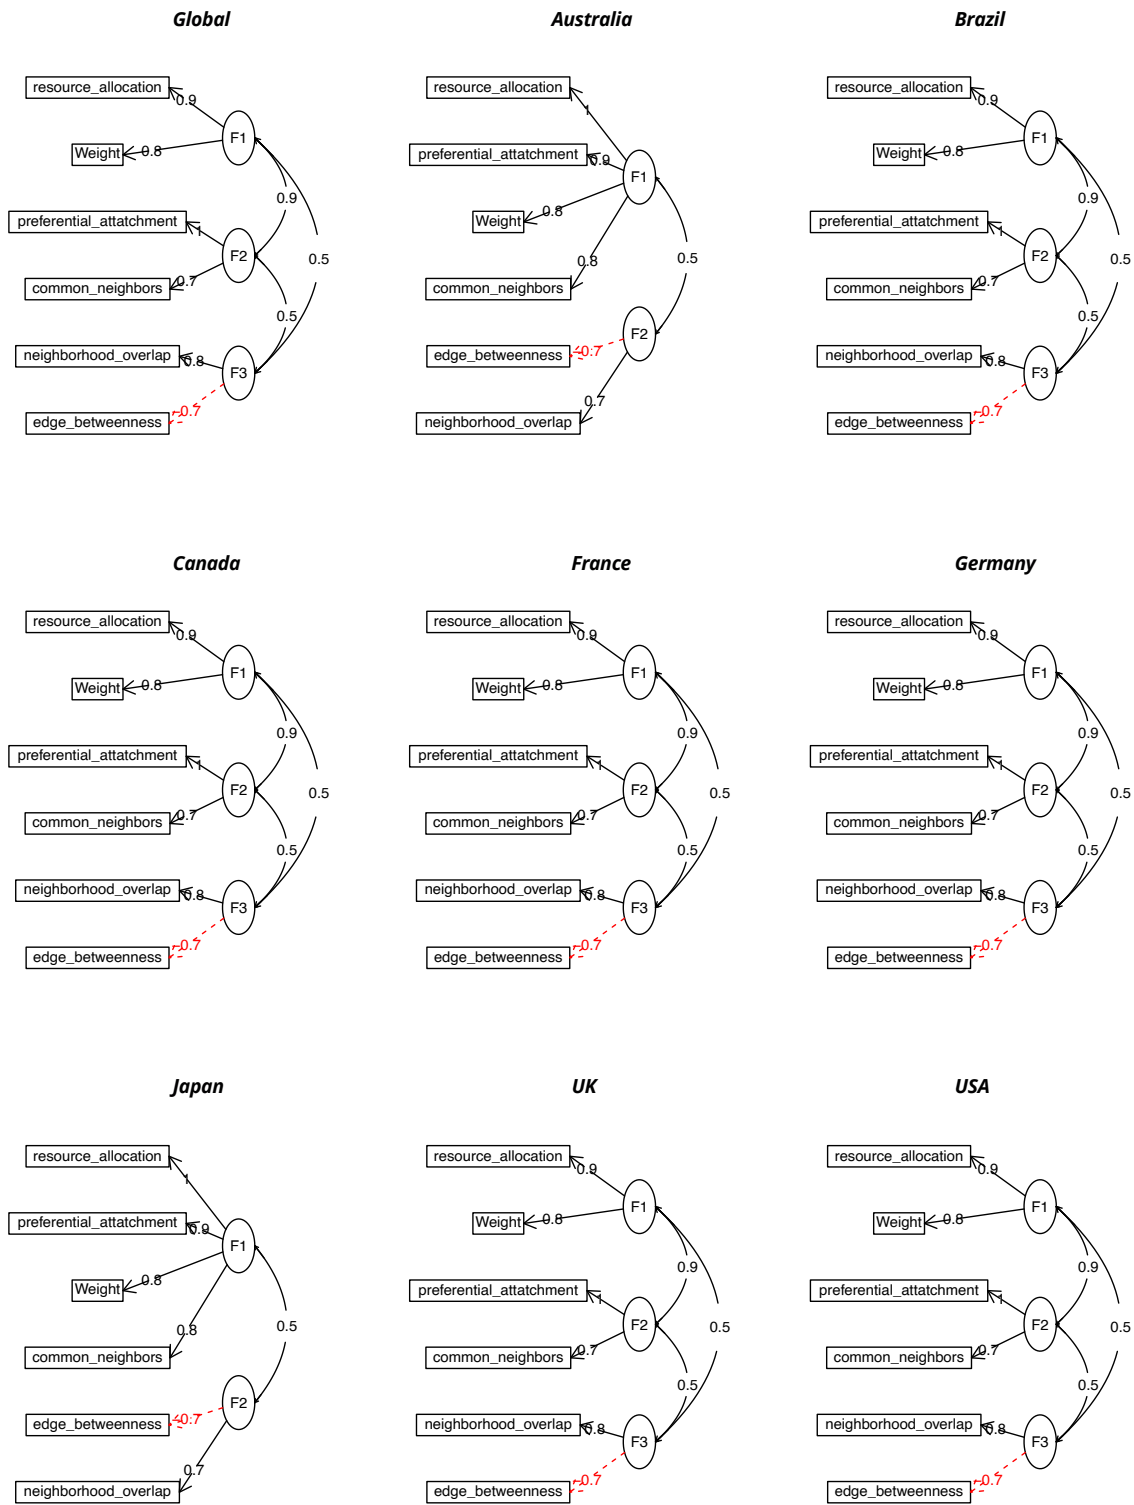 Global
Australia
Brazil
resource_allocation
0.9
F1
Weight
0.8
0.9
preferential_attatchment
1
F2
0.5
common_neighbors
0.7
0.5
neighborhood_overlap
0.8
F3
-0.7
edge_betweenness
resource_allocation
1
preferential_attatchment
0.9
F1
Weight
0.8
0.8
0.5
common_neighbors
F2
edge_betweenness
-0.7
0.7
neighborhood_overlap
resource_allocation
0.9
F1
Weight
0.8
0.9
preferential_attatchment
1
F2
0.5
common_neighbors
0.7
0.5
neighborhood_overlap
0.8
F3
-0.7
edge_betweenness
Canada
France
Germany
resource_allocation
0.9
F1
Weight
0.8
0.9
preferential_attatchment
1
F2
0.5
common_neighbors
0.7
0.5
neighborhood_overlap
0.8
F3
-0.7
edge_betweenness
resource_allocation
0.9
F1
Weight
0.8
0.9
preferential_attatchment
1
F2
0.5
common_neighbors
0.7
0.5
neighborhood_overlap
0.8
F3
-0.7
edge_betweenness
resource_allocation
0.9
F1
Weight
0.8
0.9
preferential_attatchment
1
F2
0.5
common_neighbors
0.7
0.5
neighborhood_overlap
0.8
F3
-0.7
edge_betweenness
Japan
UK
USA
resource_allocation
1
preferential_attatchment
0.9
F1
Weight
0.8
0.8
0.5
common_neighbors
F2
edge_betweenness
-0.7
0.7
neighborhood_overlap
resource_allocation
0.9
F1
Weight
0.8
0.9
preferential_attatchment
1
F2
0.5
common_neighbors
0.7
0.5
neighborhood_overlap
0.8
F3
-0.7
edge_betweenness
resource_allocation
0.9
F1
Weight
0.8
0.9
preferential_attatchment
1
F2
0.5
common_neighbors
0.7
0.5
neighborhood_overlap
0.8
F3
-0.7
edge_betweenness